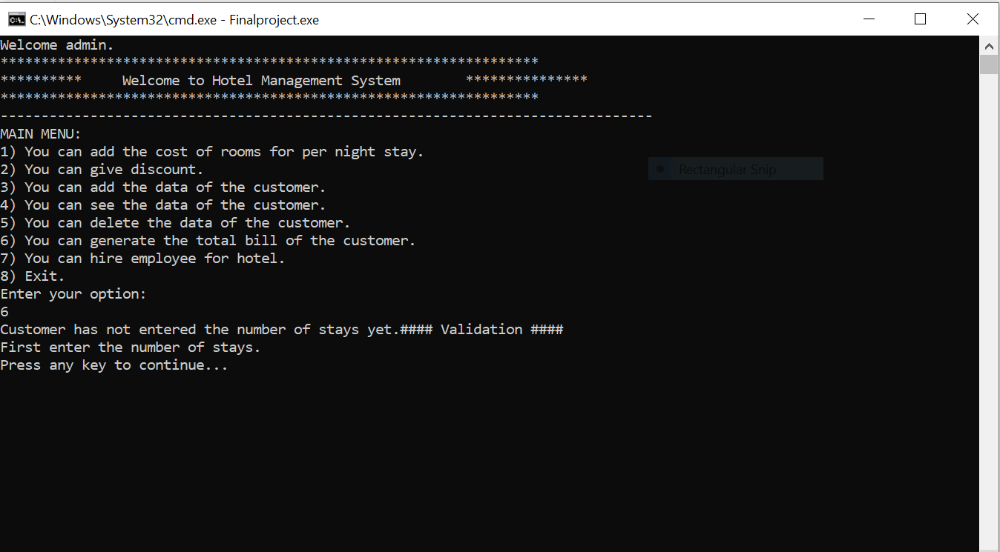 C:\Windows\System32\cmd.exe - Finalproject.exe
Welcome admin.
******************************************************************
**********     Welcome to Hotel Management System        ***************
******************************************************************
--------------------------------------------------------------------------------
MAIN MENU:
1) You can add the cost of rooms for per night stay.
2) You can give discount.
Rectangular Snip
3) You can add the data of the customer.
4) You can see the data of the customer.
5) You can delete the data of the customer.
6) You can generate the total bill of the customer.
7) You can hire employee for hotel.
8) Exit.
Enter your option:
6
Customer has not entered the number of stays yet.#### Validation ####
First enter the number of stays.
Press any key to continue...